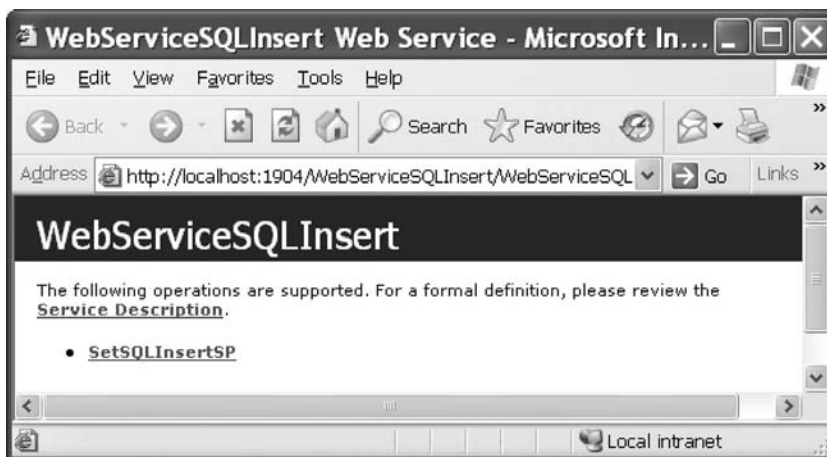 WebServiceSQLInsert Web Service - Microsoft In...
File Edit View Favorites Tools Help
Back Search Favorites »
Address http://localhost:1904/WebServiceSQLInsert/WebServiceSQL Go Links »
WebServiceSQLInsert
The following operations are supported. For a formal definition, please review the
Service Description.
• SetSQLInsertSP
Local intranet